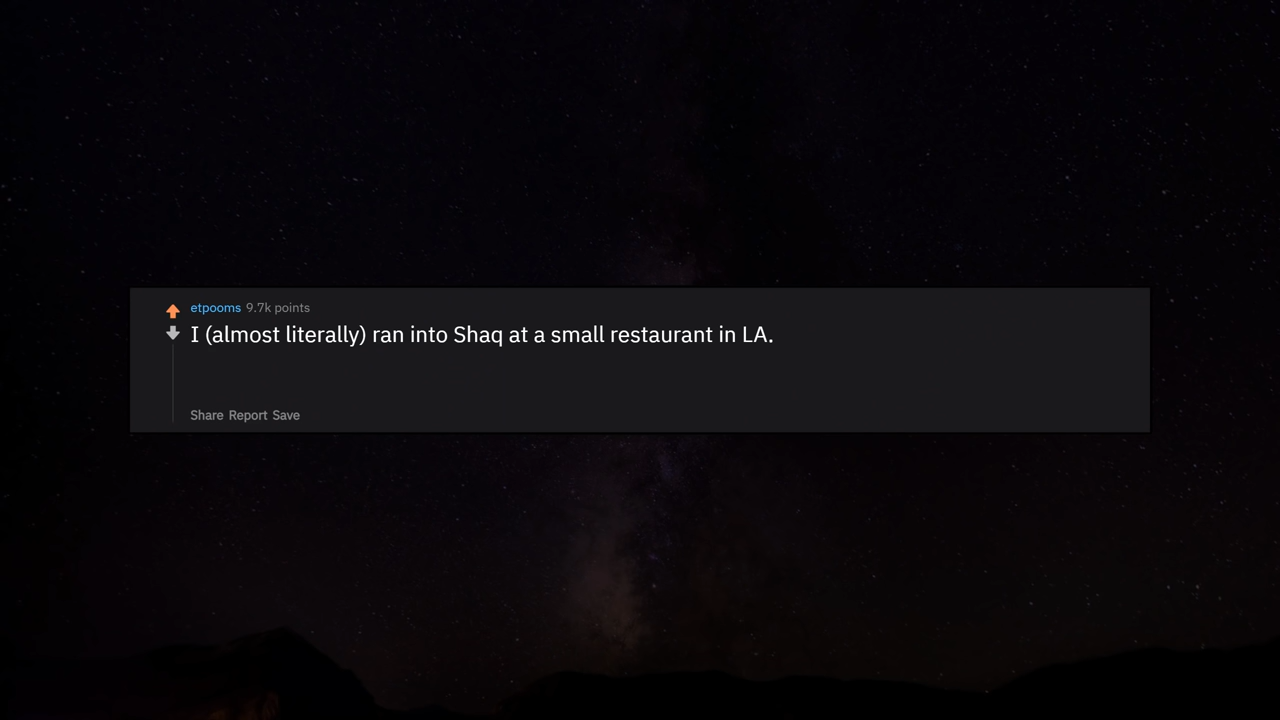 etpooms 9.7k points
I (almost literally) ran into Shaq at a small restaurant in LA.
Share Report Save